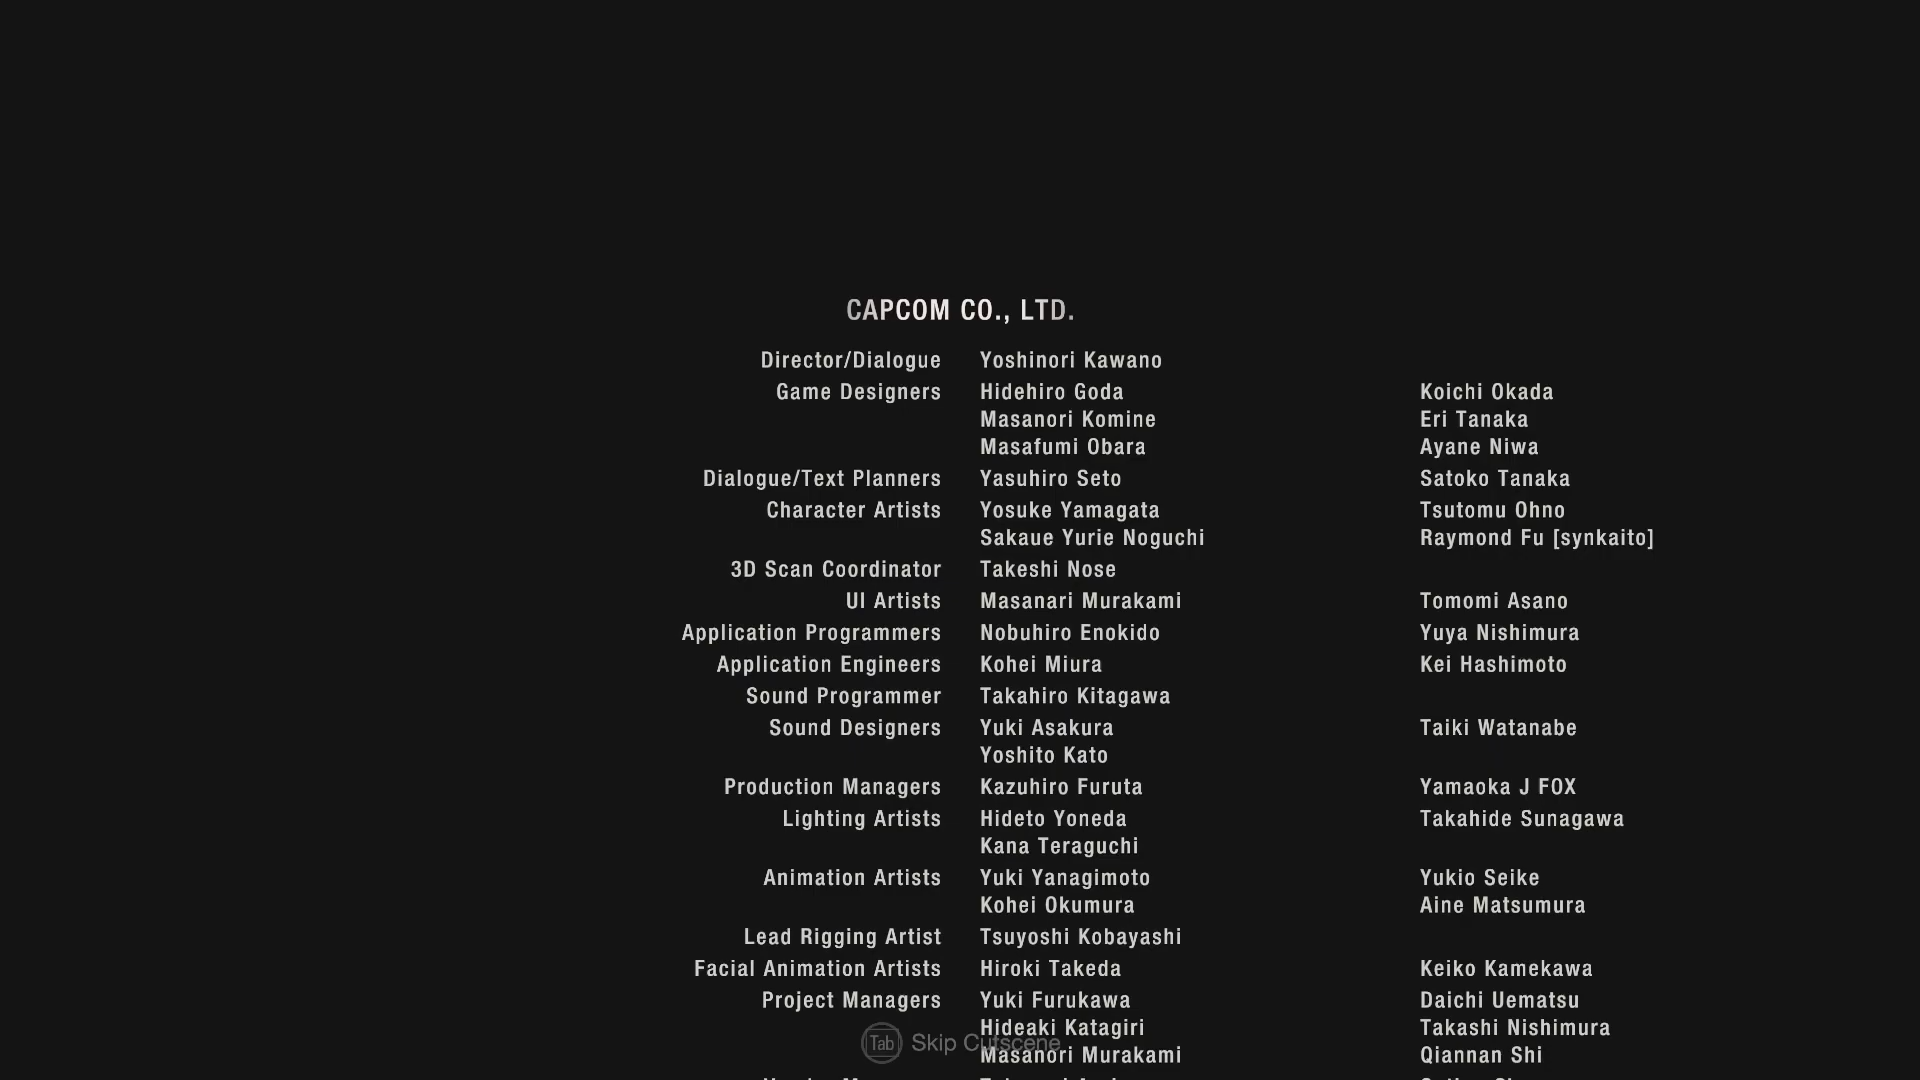 CAPCOM CO., LTD.
Director/Dialogue Yoshinori Kawano
Game Designers Hidehiro Goda Koichi Okada
Masanori Komine Eri Tanaka
Masafumi Obara Ayane Niwa
Dialogue/Text Planners Yasuhiro Seto Satoko Tanaka
Character Artists Yosuke Yamagata Tsutomu Ohno
Sakaue Yurie Noguchi Raymond Fu [synkaito]
3D Scan Coordinator Takeshi Nose
UI Artists Masanari Murakami Tomomi Asano
Application Programmers Nobuhiro Enokido Yuya Nishimura
Application Engineers Kohei Miura Kei Hashimoto
Sound Programmer Takahiro Kitagawa
Sound Designers Yuki Asakura Taiki Watanabe
Yoshito Kato
Production Managers Kazuhiro Furuta Yamaoka J FOX
Lighting Artists Hideto Yoneda Takahide Sunagawa
Kana Teraguchi
Animation Artists Yuki Yanagimoto Yukio Seike
Kohei Okumura Aine Matsumura
Lead Rigging Artist Tsuyoshi Kobayashi
Facial Animation Artists Hiroki Takeda Keiko Kamekawa
Project Managers Yuki Furukawa Daichi Uematsu
Hideaki Katagiri Takashi Nishimura
Tab Skip Cutscene
Masanori Murakami Qiannan Shi